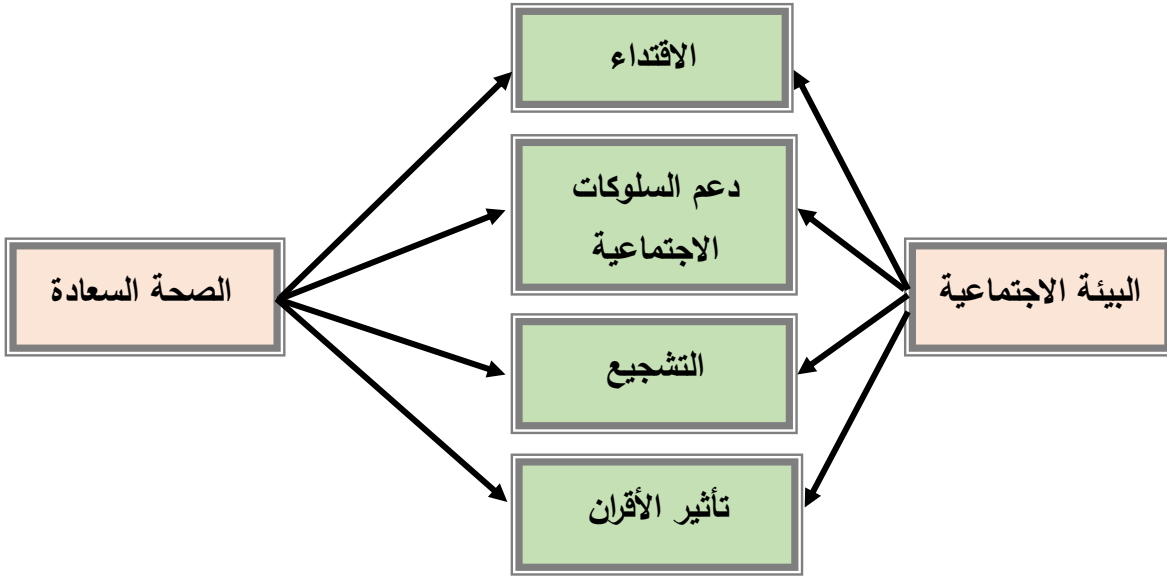 الاقتداء
دعم السلوكات
الاجتماعية
البيئة الاجتماعية
الصحة السعادة
التشجيع
تأثير الأقران